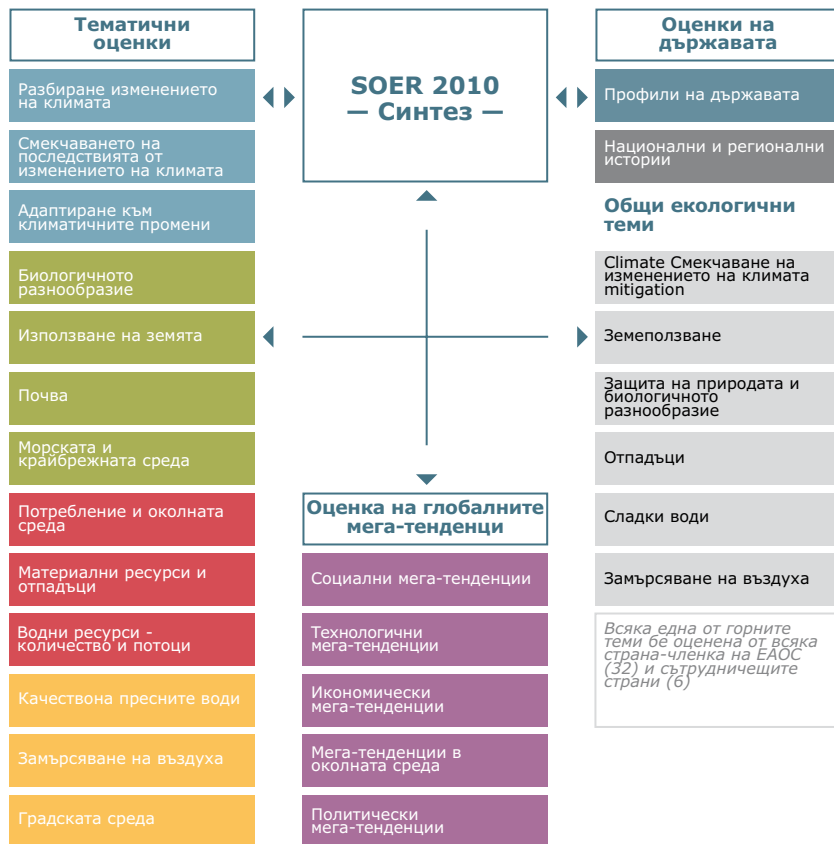 Тематични
оценки
Разбиране изменението
на климата
Смекчаването на
последствията от
изменението на климата
Адаптиране към
климатичните промени
Биологичното
разнообразие
Използване на земята
Почва
Морската и
крайбрежната среда
Потребление и околната
среда
Материални ресурси и
отпадъци
Водни ресурси -
количество и потоци
Качествона пресните води
Замърсяване на въздуха
Градската среда
SOER 2010
— Синтез —
Оценка на глобалните
мега-тенденци
Социални мега-тенденции
Технологични
мега-тенденции
Икономически
мега-тенденции
Мега-тенденции в
околната среда
Политически
мега-тенденции
Оценки на
държавата
Профили на държавата
Национални и регионални
истории
Общи екологични
теми
Climate Смекчаване на
изменението на климата
mitigation
Земеползване
Защита на природата и
биологичното
разнообразие
Отпадъци
Сладки води
Замърсяване на въздуха
Всяка една от горните
теми бе оценена от всяка
страна-членка на ЕАОС
(32) и сътрудничещите
страни (6)